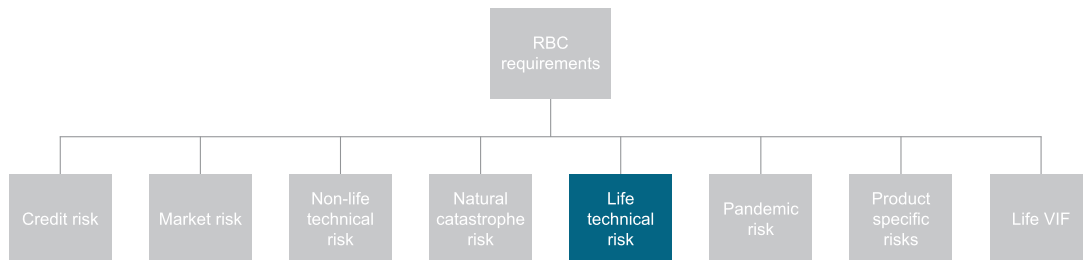 RBC
requirements
Credit risk
Market risk
Non-life
technical
risk
Natural
catastrophe
risk
Life
technical
risk
Pandemic
risk
Product
specific
risks
Life VIF